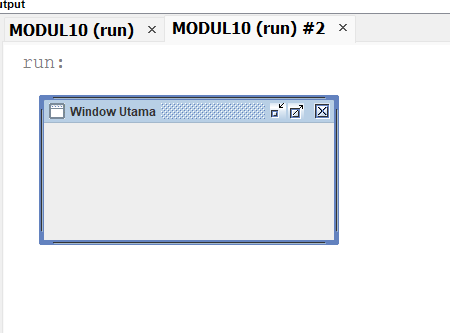 utput
MODUL10 (run) × MODUL10 (run) #2 ×
run:
Window Utama